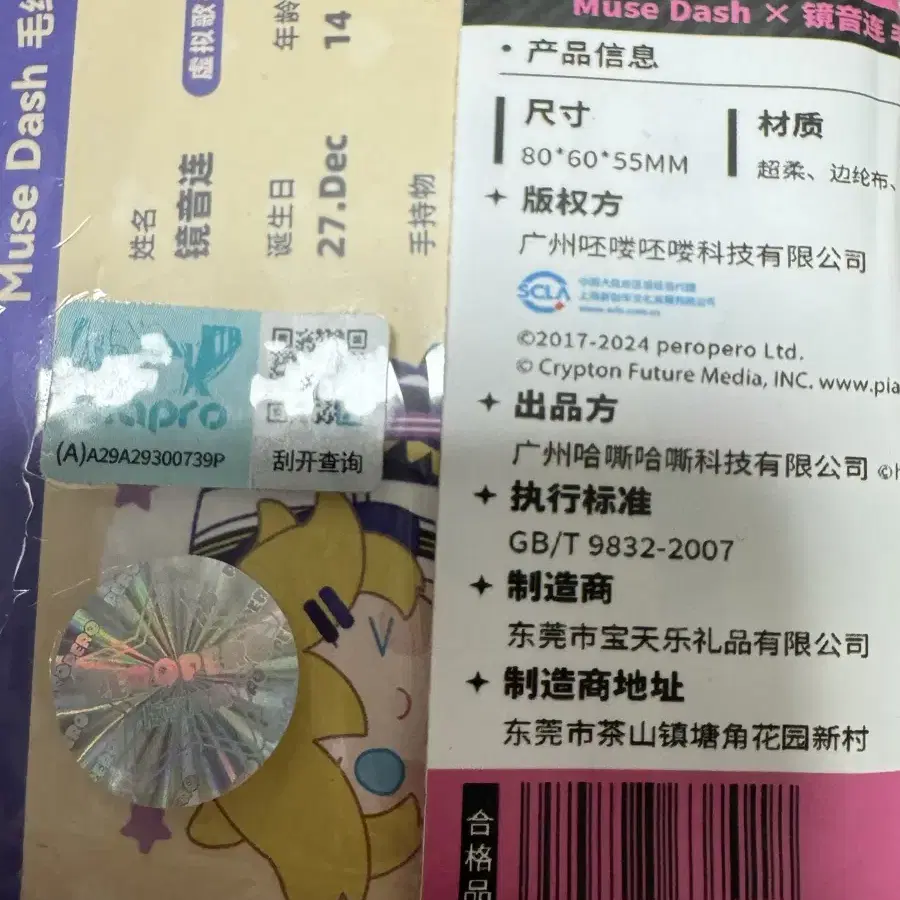 Muse Dash
虚拟歌
年龄
14
姓名
镜音连
诞生日
27.Dec
手持物
(A)A29A29300739P
刮开查询
Muse Dash × 镜音连
• 产品信息
尺寸
80*60*55MM
材质
超柔、边纶布、
版权方
广州呸喽呸喽科技有限公司
SCLA
©2017-2024 peropero Ltd.
© Crypton Future Media, INC. www.pia
出品方
广州哈嘶哈嘶科技有限公司
执行标准
GB/T 9832-2007
制造商
东莞市宝天乐礼品有限公司
制造商地址
东莞市茶山镇塘角花园新村
合格品